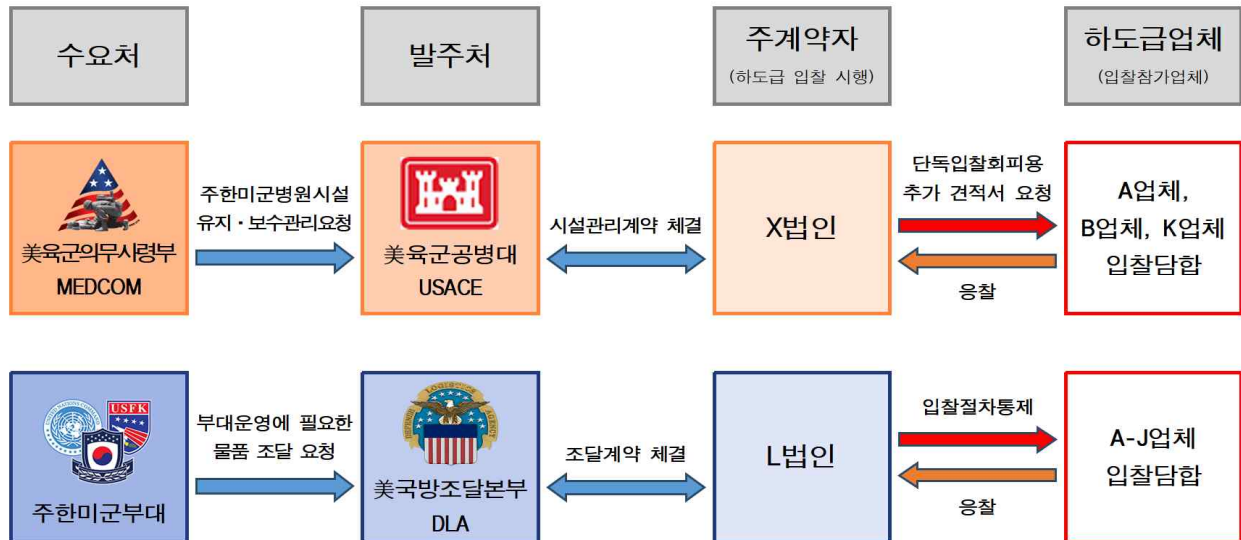 수요처
발주처
주계약자
(하도급 입찰 시행)
하도급업체
(입찰참가업체)
美육군의무사령부
MEDCOM
주한미군병원시설
유지・보수관리요청
美육군공병대
USACE
시설관리계약 체결
X법인
단독입찰회피용
추가 견적서 요청
응찰
A업체,
B업체, K업체
입찰담합
USFK
주한미군부대
부대운영에 필요한
물품 조달 요청
DEFENSE LOGISTICS AGENCY
美국방조달본부
DLA
조달계약 체결
L법인
입찰절차통제
응찰
A-J업체
입찰담합